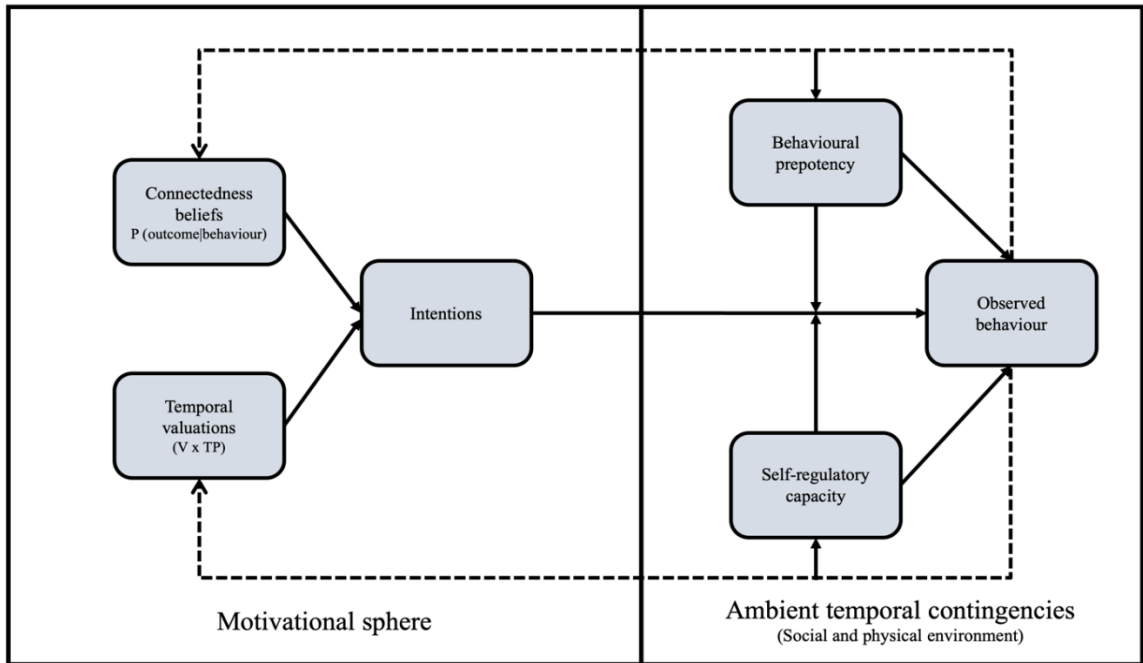 Connectedness
beliefs
P (outcome|behaviour)
Temporal
valuations
(V x TP)
Intentions
Behavioural
prepotency
Observed
behaviour
Self-regulatory
capacity
Motivational sphere
Ambient temporal contingencies
(Social and physical environment)